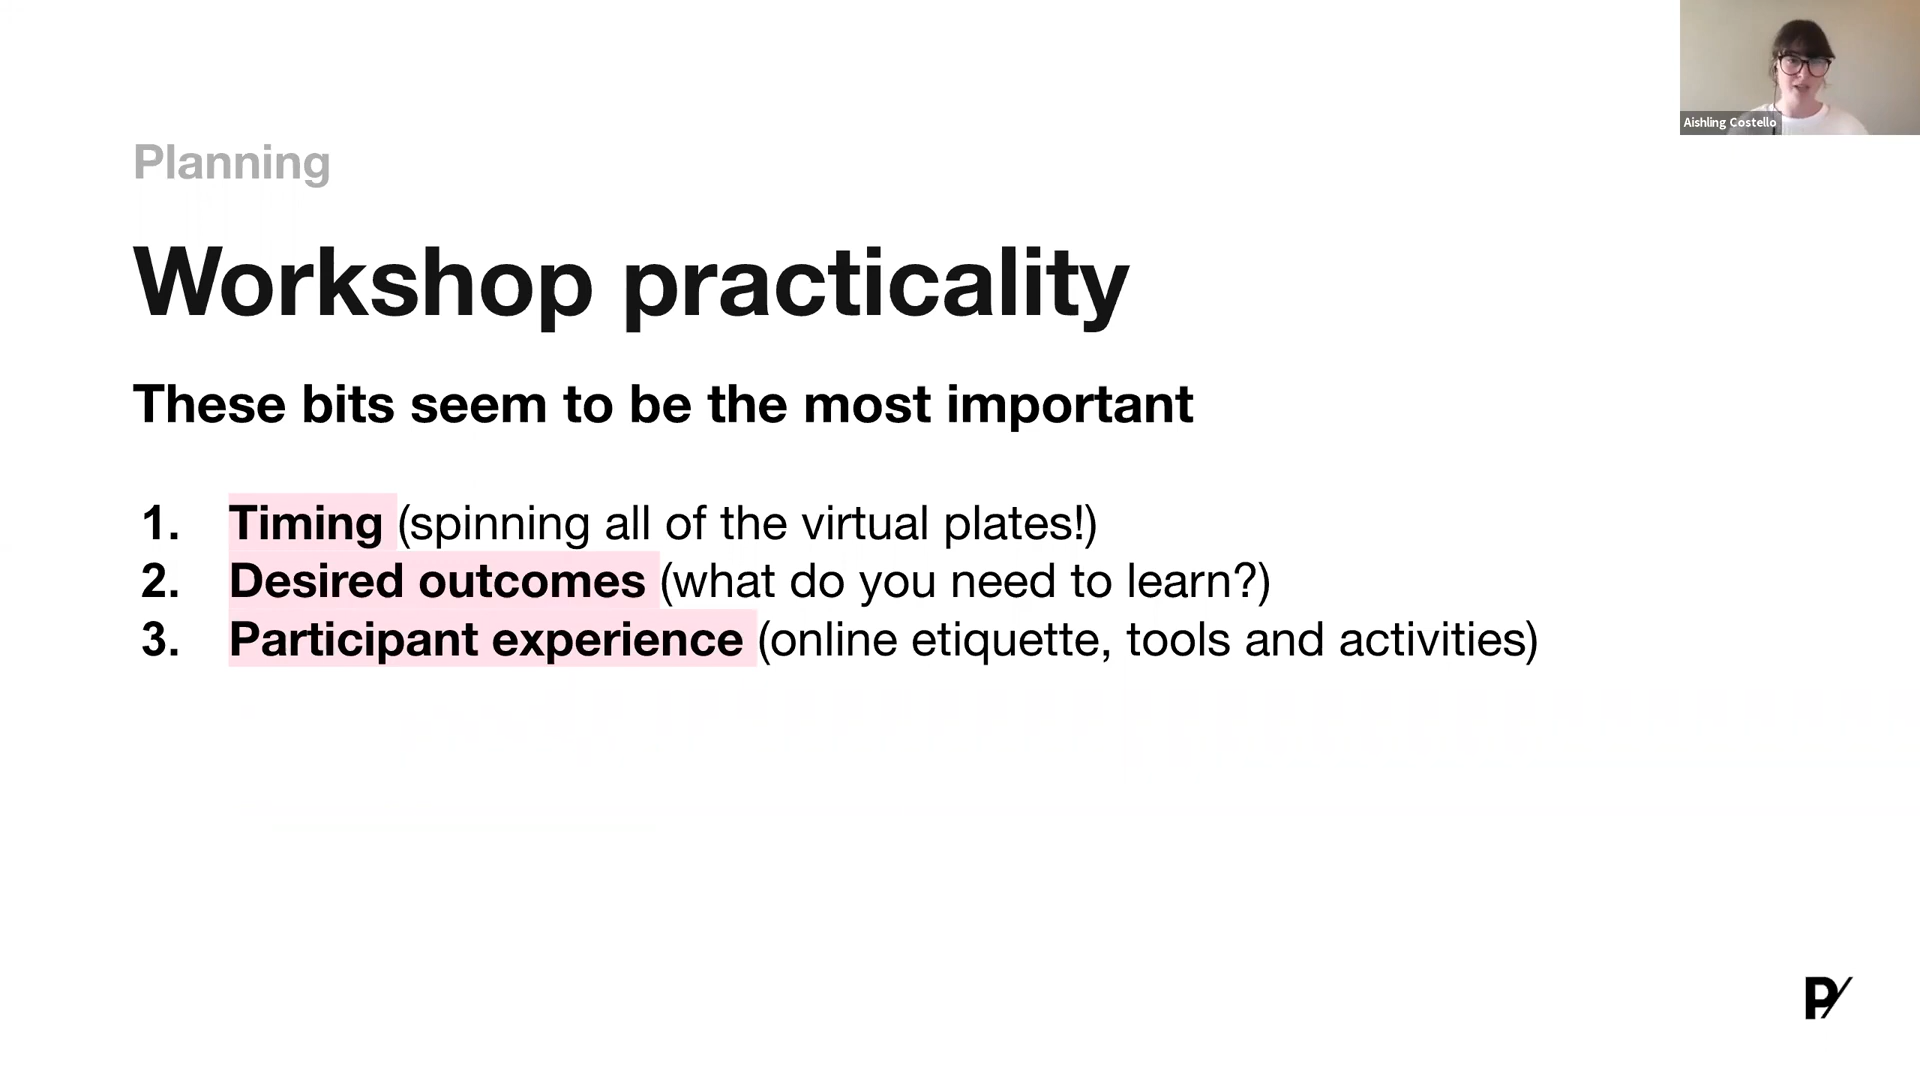 Aishling Costello
Planning
Workshop practicality
These bits seem to be the most important
1. Timing (spinning all of the virtual plates!)
2. Desired outcomes (what do you need to learn?)
3. Participant experience (online etiquette, tools and activities)
P/